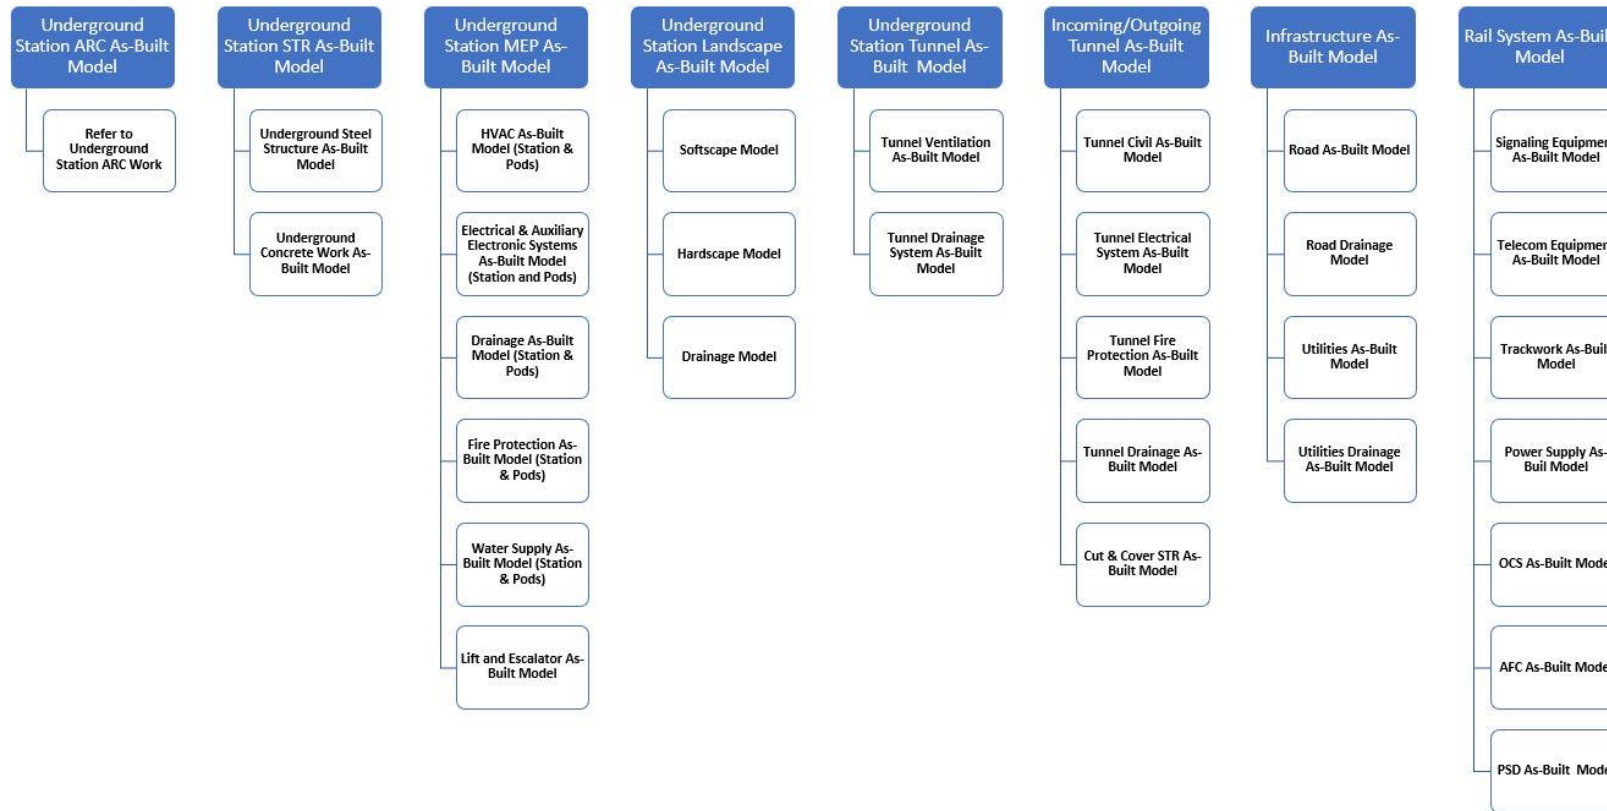 Underground
Station ARC As-Built
Model
Refer to
Underground
Station ARC Work
Underground
Station STR As-Built
Model
Underground Steel
Structure As-Built
Model
Underground
Concrete Work As-
Built Model
Underground
Station MEP As-
Built Model
HVAC As-Built
Model (Station &
Pods)
Electrical & Auxiliary
Electronic Systems
As-Built Model
(Station and Pods)
Drainage As-Built
Model (Station &
Pods)
Fire Protection As-
Built Model (Station
& Pods)
Water Supply As-
Built Model (Station
& Pods)
Lift and Escalator As-
Built Model
Underground
Station Landscape
As-Built Model
Softscape Model
Hardscape Model
Drainage Model
Underground
Station Tunnel As-
Built Model
Tunnel Ventilation
As-Built Model
Tunnel Drainage
System As-Built
Model
Incoming/Outgoing
Tunnel As-Built
Model
Tunnel Civil As-Built
Model
Tunnel Electrical
System As-Built
Model
Tunnel Fire
Protection As-Built
Model
Tunnel Drainage As-
Built Model
Cut & Cover STR As-
Built Model
Infrastructure As-
Built Model
Road As-Built Model
Road Drainage
Model
Utilities As-Built
Model
Utilities Drainage
As-Built Model
Rail System As-Buil
Model
Signaling Equipmen
As-Built Model
Telecom Equipmen
As-Built Model
Trackwork As-Buil
Model
Power Supply As-
Buil Model
OCS As-Built Mode
AFC As-Built Mode
PSD As-Built Mode